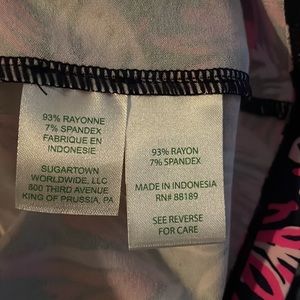 93% RAYONNE
7% SPANDEX
FABRIQUE EN
INDONESIE
SUGARTOWN
WORLDWIDE, LLC
800 THIRD AVENUE
KING OF PRUSSIA, PA
93% RAYON
7% SPANDEX
MADE IN INDONESIA
RN# 88189
SEE REVERSE
FOR CARE